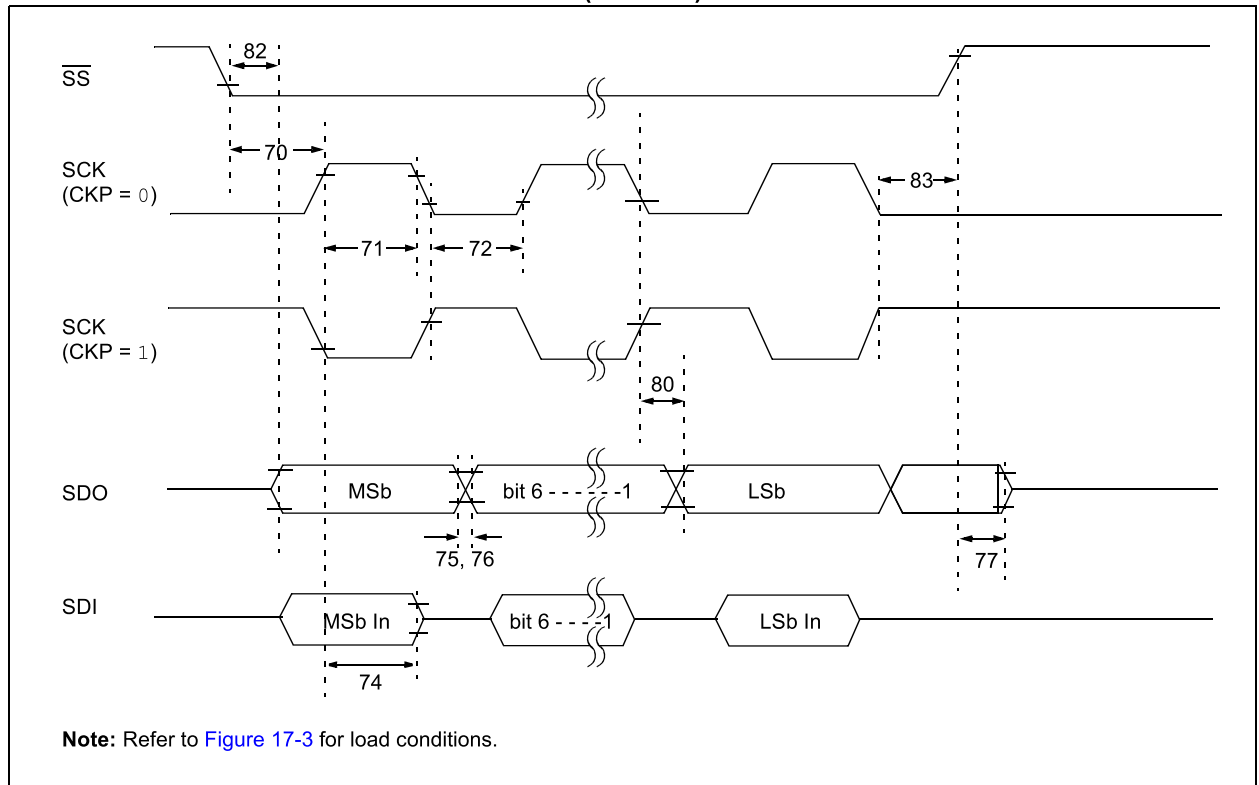 82
SS
70
SCK
(CKP = 0)
83
71
72
SCK
(CKP = 1)
80
SDO
MSb
bit 6 - - - - - -1
LSb
75, 76
77
SDI
MSb In
bit 6 - - - -1
LSb In
74
Note: Refer to Figure 17-3 for load conditions.